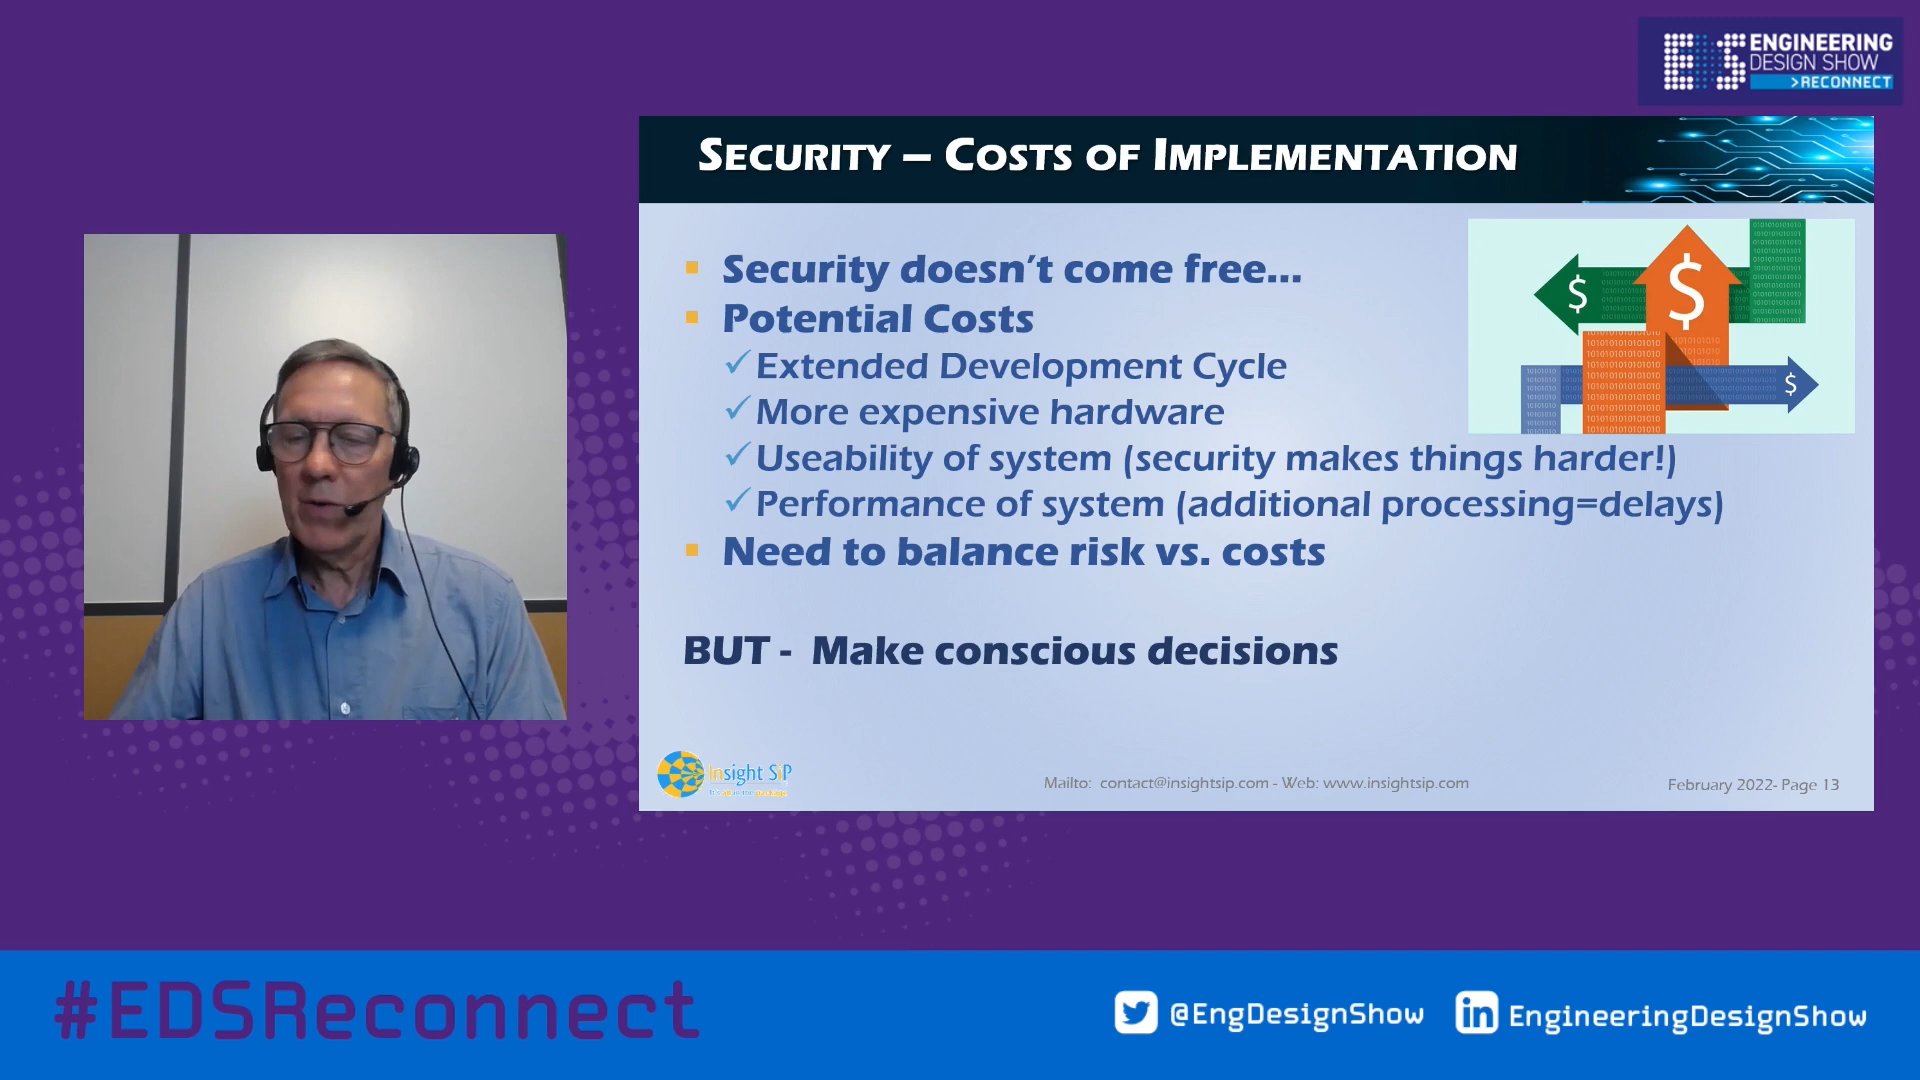 ENGINEERING
DESIGN SHOW
>RECONNECT
SECURITY – COSTS OF IMPLEMENTATION
Security doesn’t come free...
Potential Costs
Extended Development Cycle
More expensive hardware
Useability of system (security makes things harder!)
Performance of system (additional processing=delays)
Need to balance risk vs. costs
BUT - Make conscious decisions
$
$
$
Insight SiP
Mailto: contact@insightsip.com - Web: www.insightsip.com
February 2022- Page 13
#EDSReconnect
@EngDesignShow
in EngineeringDesignShow